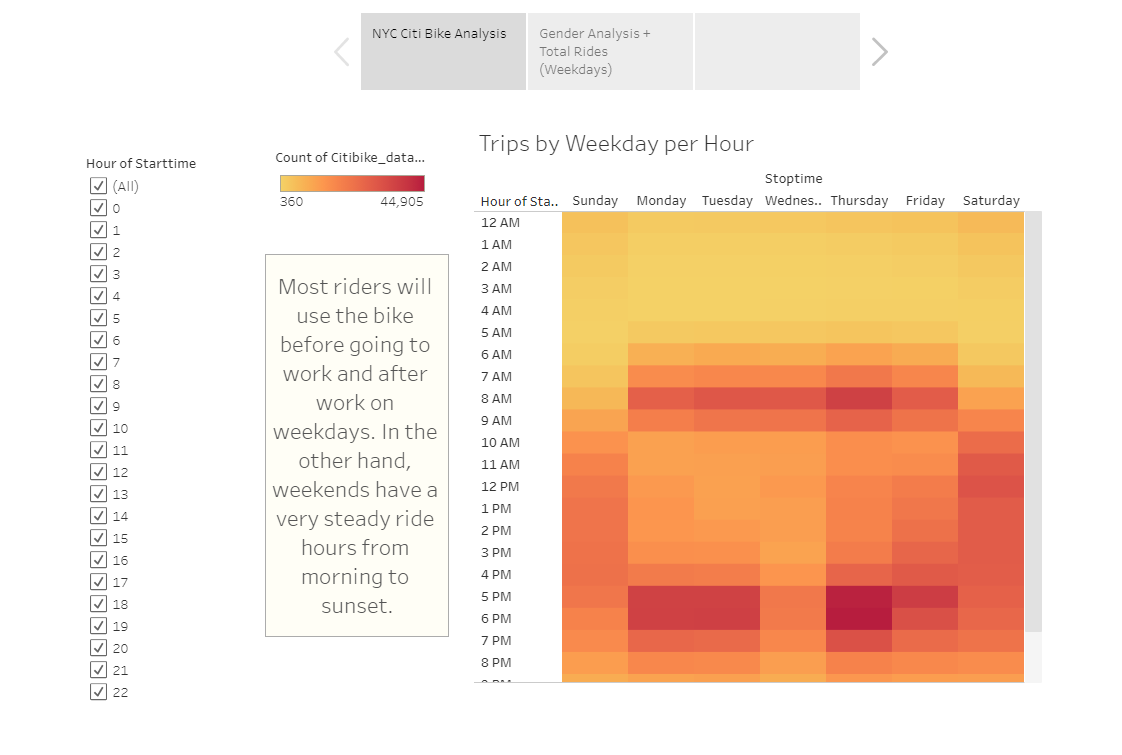 NYC Citi Bike Analysis
Gender Analysis +
Total Rides
(Weekdays)
Hour of Starttime
(All)
0
1
2
3
4
5
6
7
8
9
10
11
12
13
14
15
16
17
18
19
20
21
22
Count of Citibike_data...
360 44,905
Most riders will
use the bike
before going to
work and after
work on
weekdays. In the
other hand,
weekends have a
very steady ride
hours from
morning to
sunset.
Trips by Weekday per Hour
Stoptime
Hour of Sta.. Sunday Monday Tuesday Wednes.. Thursday Friday Saturday
12 AM
1 AM
2 AM
3 AM
4 AM
5 AM
6 AM
7 AM
8 AM
9 AM
10 AM
11 AM
12 PM
1 PM
2 PM
3 PM
4 PM
5 PM
6 PM
7 PM
8 PM